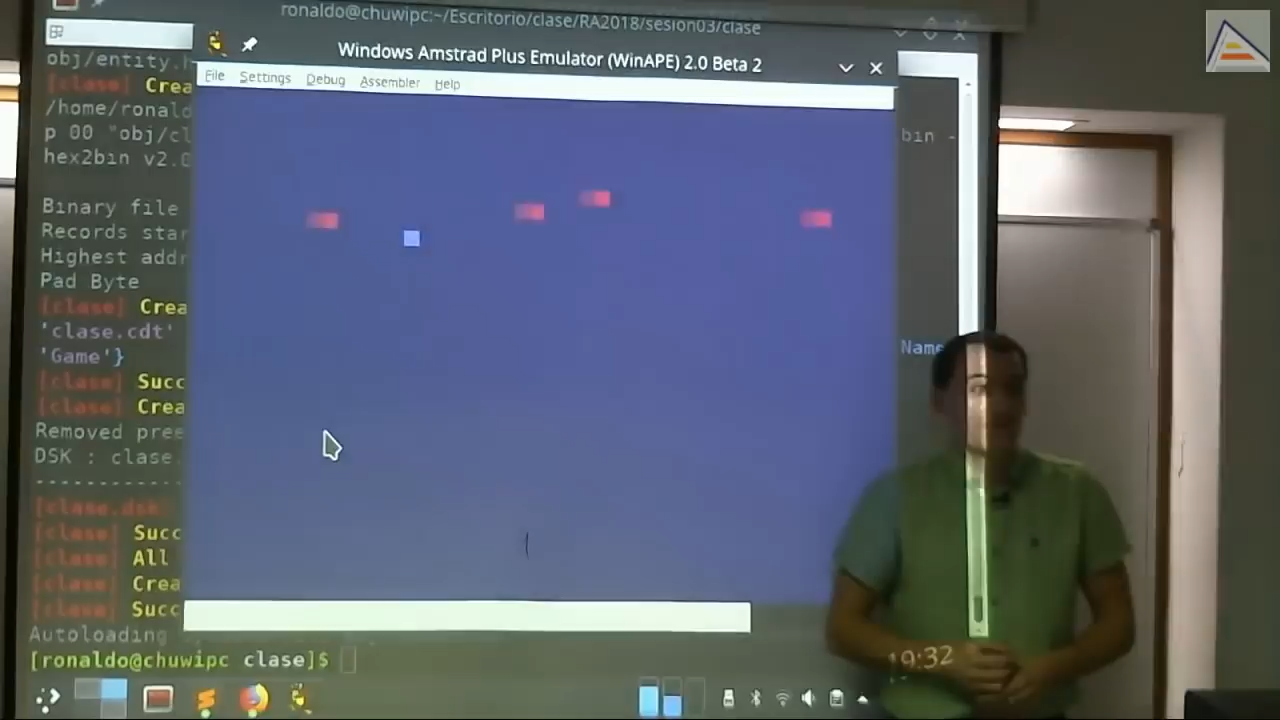 ronaldo@chuwipc:~/Escritorio/clase/RA2018/sesion03/clase
Windows Amstrad Plus Emulator (WinAPE) 2.0 Beta 2
File Settings Debug Assembler Help
obj/entity.
[clase] Crea
/home/ronald
p 00 "obj/cl
bin -
hex2bin v2.0
Binary file
Records star
Highest addr
Pad Byte
[clase] Crea
'clase.cdt'
Name
'Game'}
[clase] Succ
[clase] Crea
Removed pree
DSK : clase.
------------
[clase.dsk]
[clase] Succ
[clase] All
[clase] Crea
[clase] Succ
Autoloading
[ronaldo@chuwipc clase]$
19:32